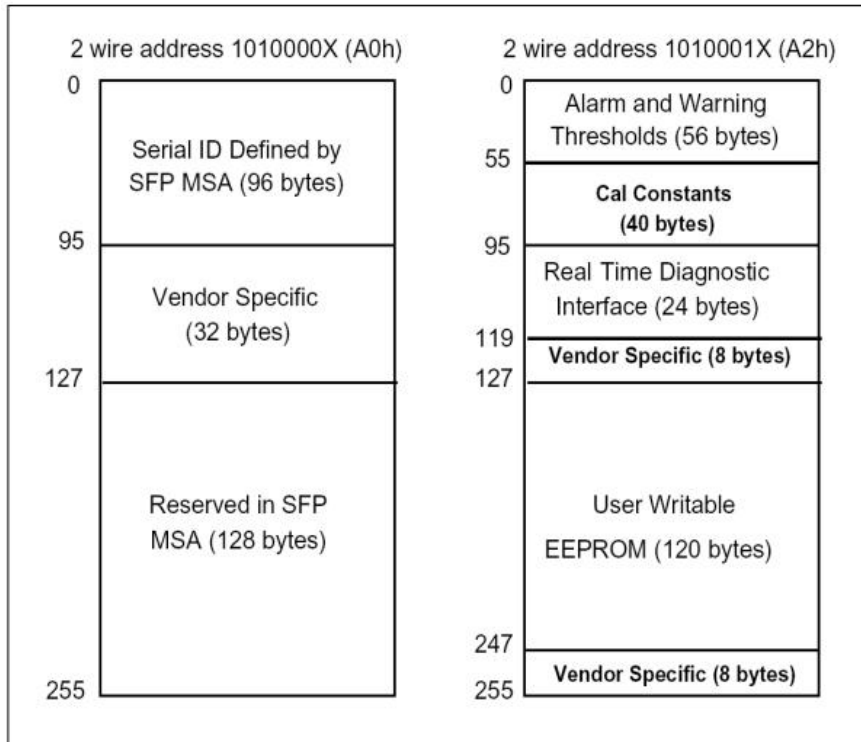 2 wire address 1010000X (A0h)
0
Serial ID Defined by
SFP MSA (96 bytes)
95
Vendor Specific
(32 bytes)
127
Reserved in SFP
MSA (128 bytes)
255
2 wire address 1010001X (A2h)
0
Alarm and Warning
Thresholds (56 bytes)
55
Cal Constants
(40 bytes)
95
Real Time Diagnostic
Interface (24 bytes)
119
Vendor Specific (8 bytes)
127
User Writable
EEPROM (120 bytes)
247
Vendor Specific (8 bytes)
255